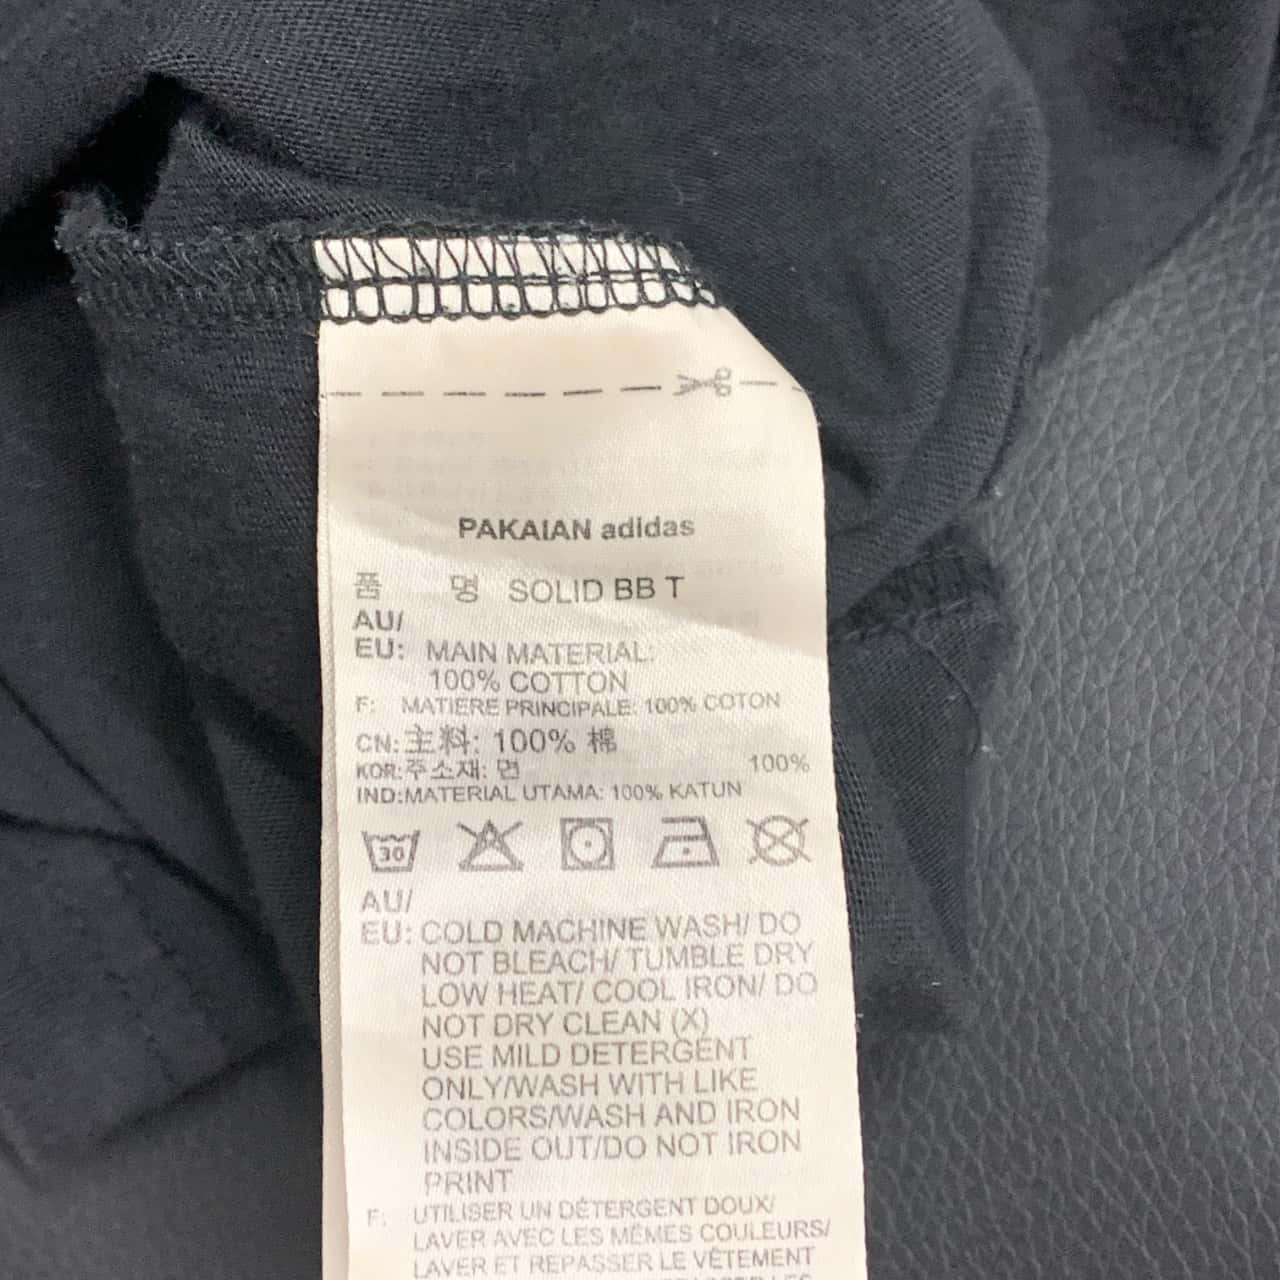 PAKAIAN adidas
품 명 SOLID BB T
AU/
EU: MAIN MATERIAL:
100% COTTON
F: MATIERE PRINCIPALE: 100% COTON
CN: 主料: 100% 棉
KOR: 주소재: 면 100%
IND:MATERIAL UTAMA: 100% KATUN
30
AU/
EU: COLD MACHINE WASH/ DO
NOT BLEACH/ TUMBLE DRY
LOW HEAT/ COOL IRON/ DO
NOT DRY CLEAN (X)
USE MILD DETERGENT
ONLY/WASH WITH LIKE
COLORS/WASH AND IRON
INSIDE OUT/DO NOT IRON
PRINT
F: UTILISER UN DÉTERGENT DOUX/
LAVER AVEC LES MÊMES COULEURS/
LAVER ET REPASSER LE VÊTEMENT